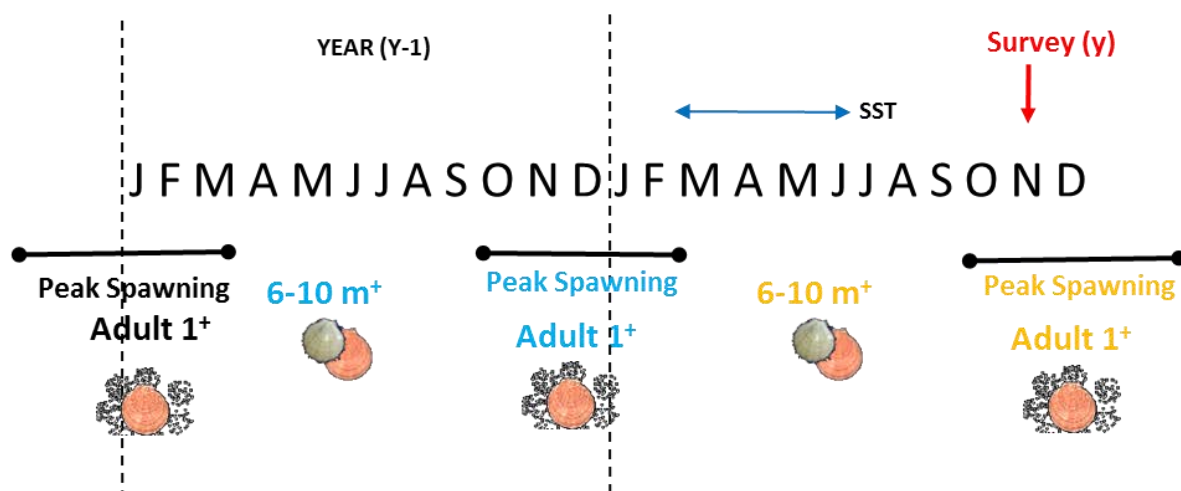 YEAR (Y-1)
Survey (y)
SST
J F M A M J J A S O N D J F M A M J J A S O N D
Peak Spawning
Adult 1⁺
6-10 m⁺
Peak Spawning
Adult 1⁺
6-10 m⁺
Peak Spawning
Adult 1⁺